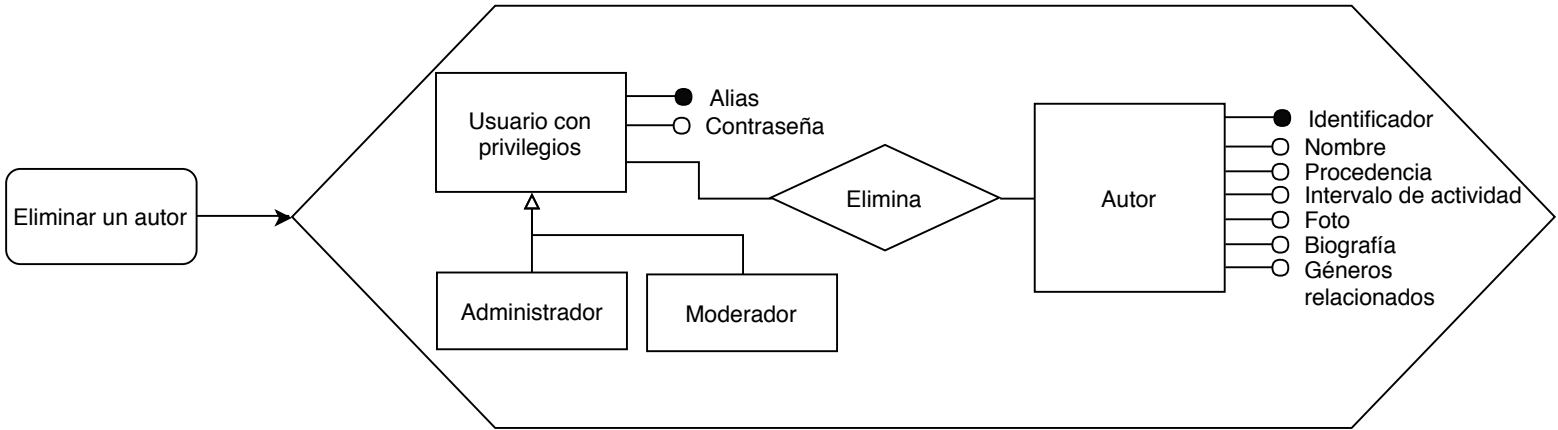 Eliminar un autor
Usuario con
privilegios
Alias
Contraseña
Administrador
Moderador
Elimina
Autor
Identificador
Nombre
Procedencia
Intervalo de actividad
Foto
Biografía
Géneros
relacionados